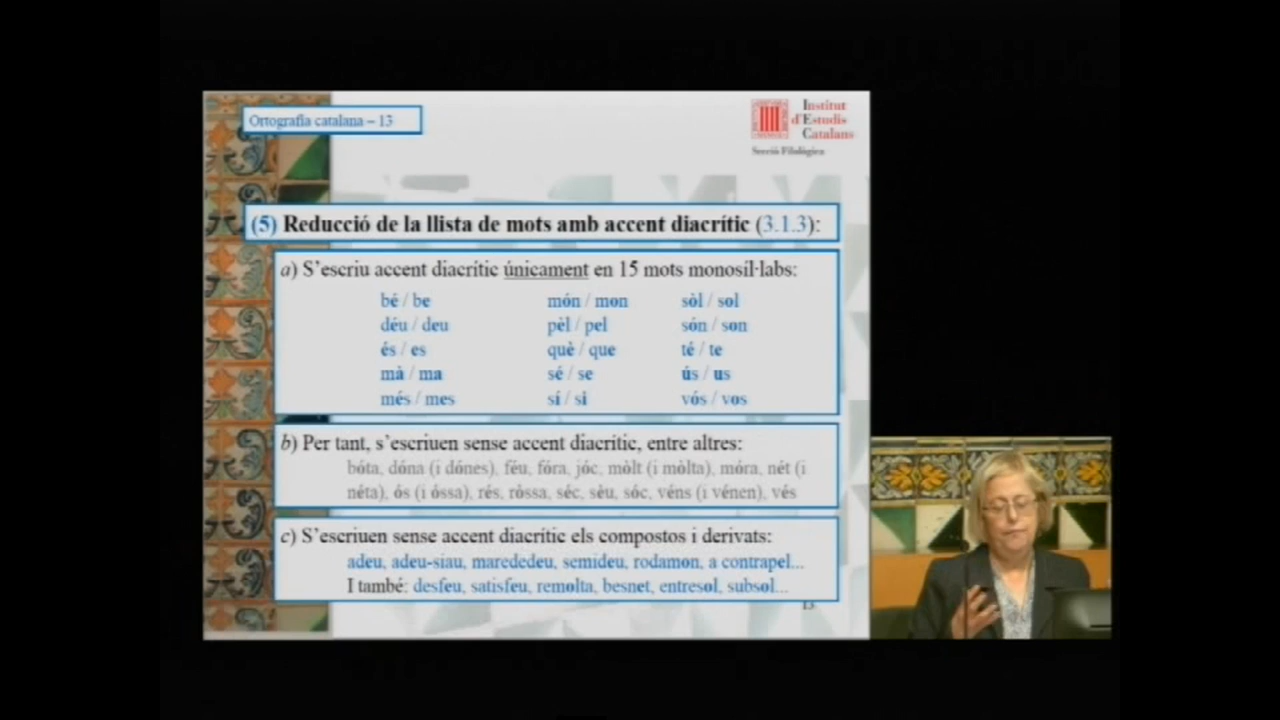 Ortografia catalana – 13
Institut
d'Estudis
Catalans
Secció Filològica
(5) Reducció de la llista de mots amb accent diacrític (3.1.3):
a) S'escriu accent diacrític únicament en 15 mots monosíl·labs:
bé / be món / mon sòl / sol
déu / deu pèl / pel són / son
és / es què / que té / te
mà / ma sé / se ús / us
més / mes sí / si vós / vos
b) Per tant, s'escriuen sense accent diacrític, entre altres:
bóta, dóna (i dónes), féu, fóra, jóc, mòlt (i mòlta), móra, nét (i
néta), ós (i óssa), rés, ròssa, séc, sèu, sóc, véns (i vénen), vés
c) S'escriuen sense accent diacrític els compostos i derivats:
adeu, adeu-siau, marededeu, semideu, rodamon, a contrapel...
I també: desfeu, satisfeu, remolta, besnet, entresol, subsol...
13